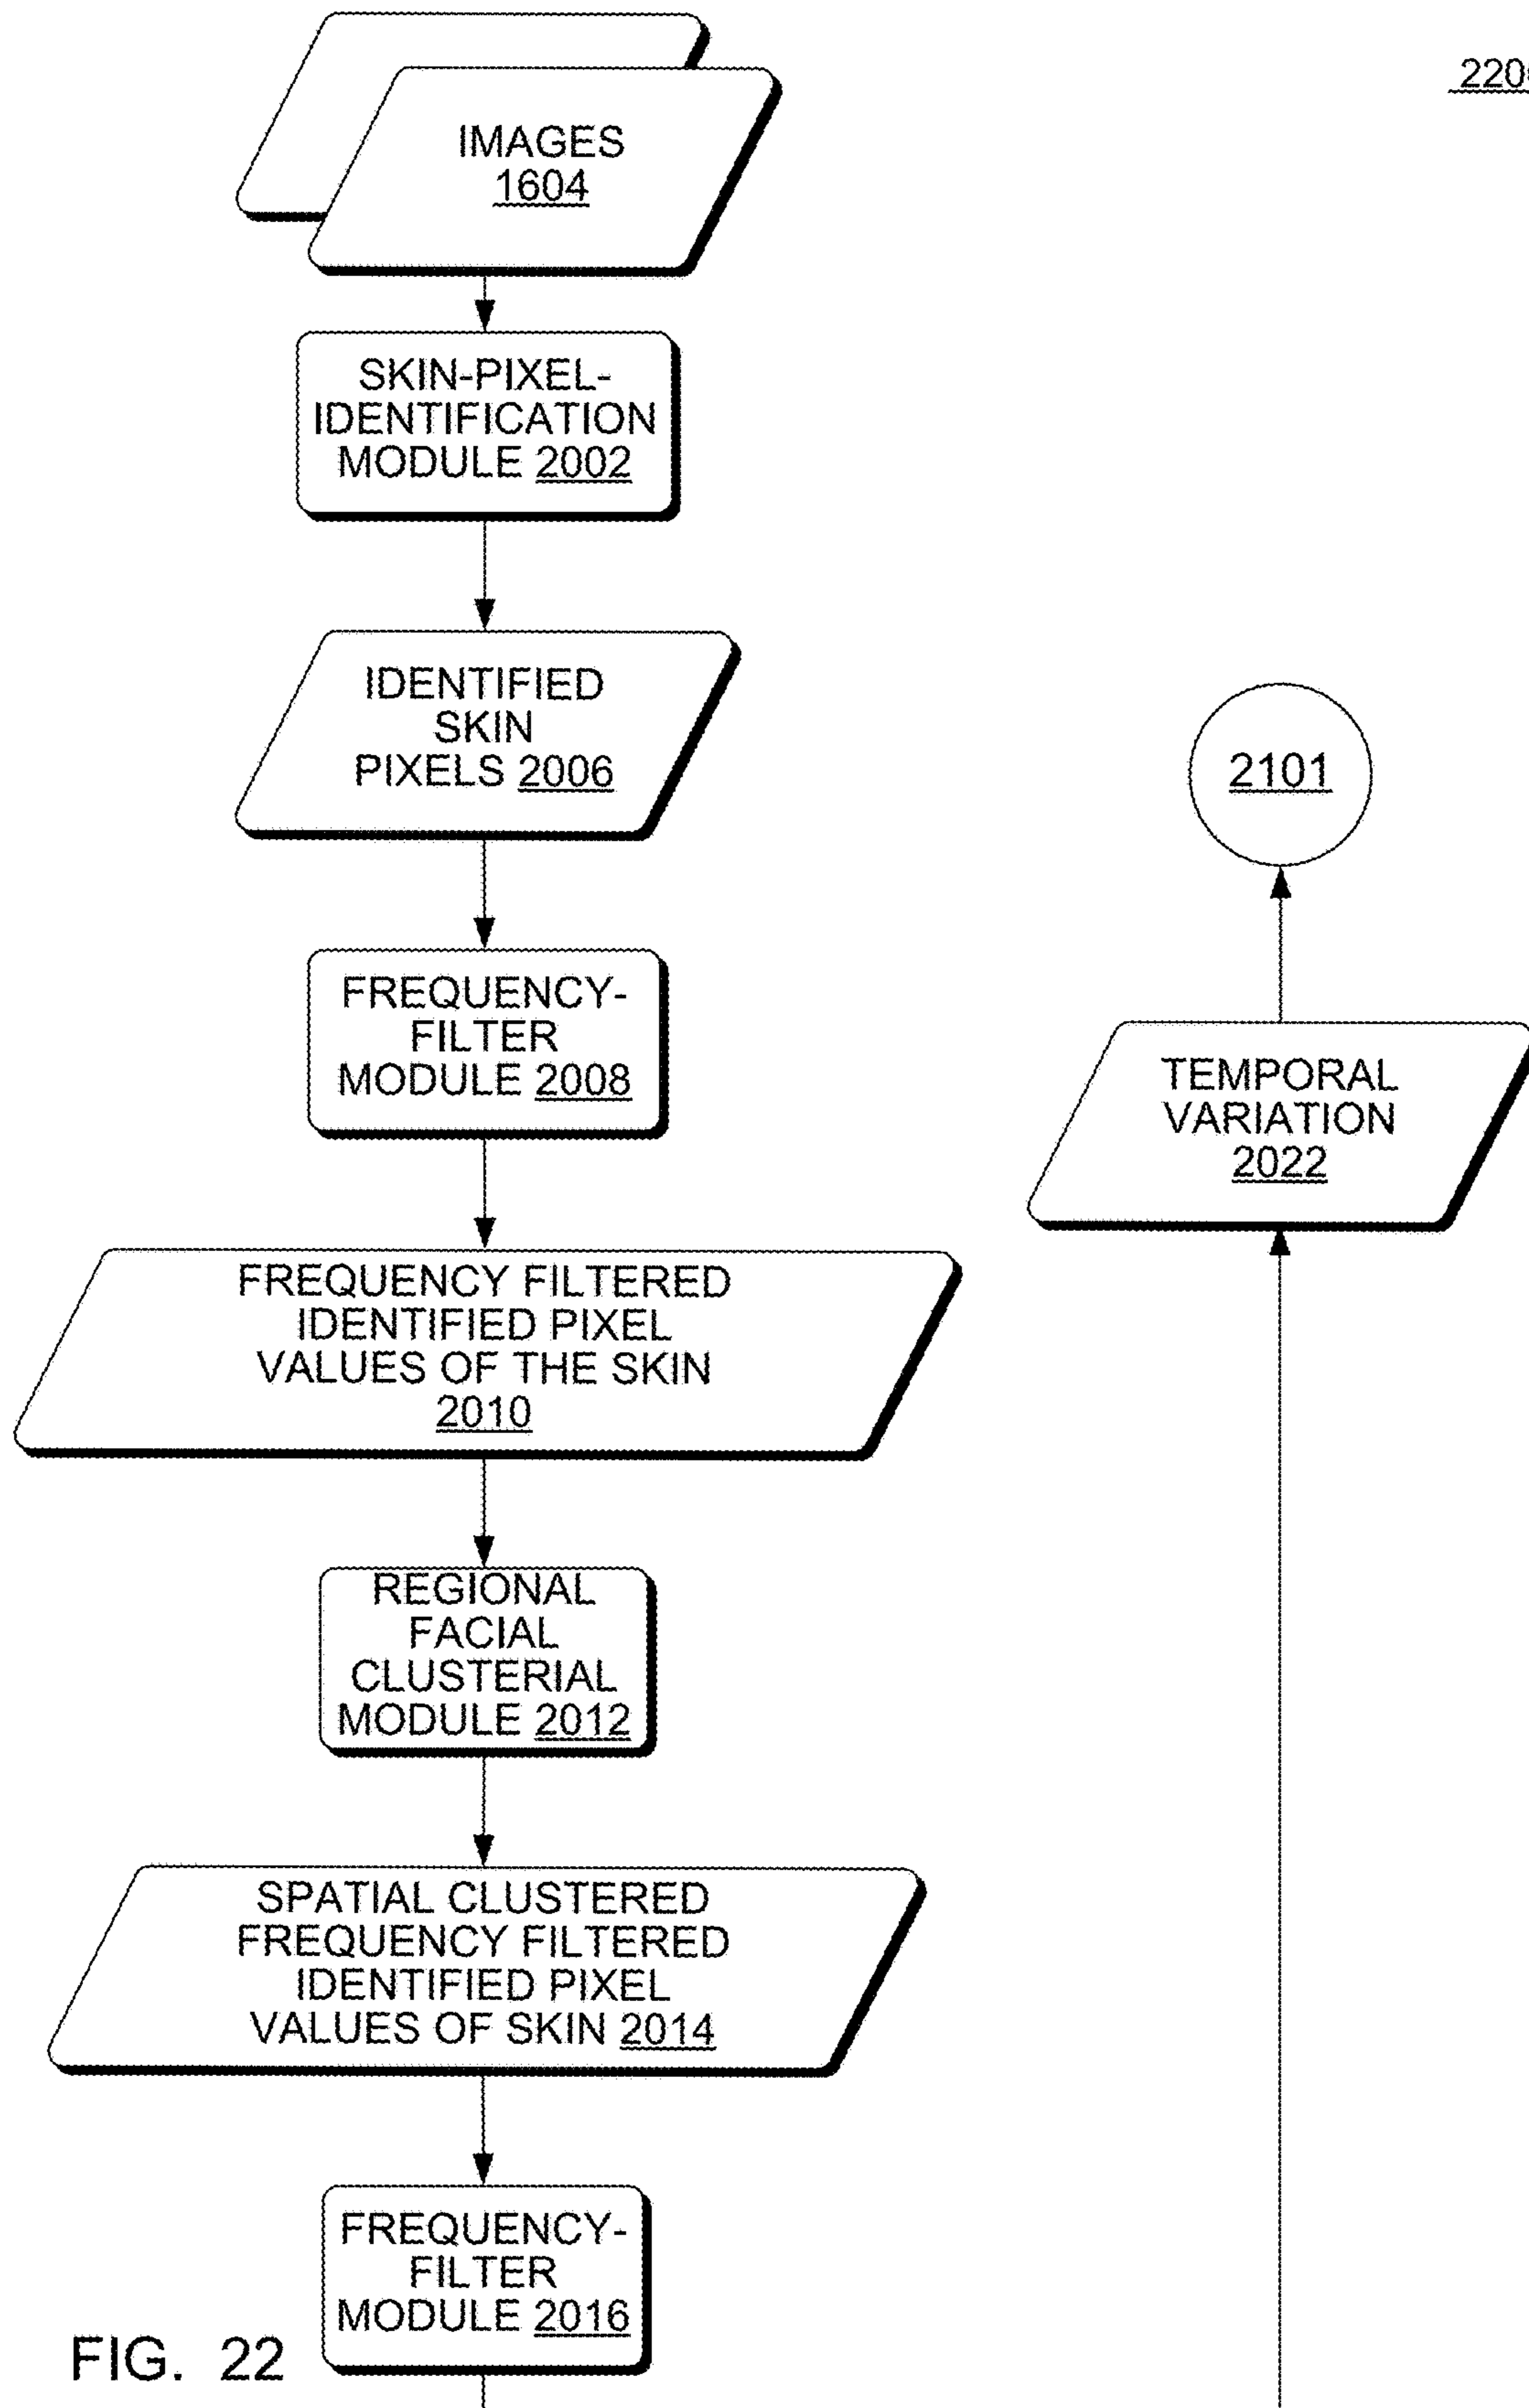 220
IMAGES
1604
SKIN-PIXEL-
IDENTIFICATION
MODULE 2002
IDENTIFIED
SKIN
PIXELS 2006
FREQUENCY-
FILTER
MODULE 2008
FREQUENCY FILTERED
IDENTIFIED PIXEL
VALUES OF THE SKIN
2010
REGIONAL
FACIAL
CLUSTERIAL
MODULE 2012
SPATIAL CLUSTERED
FREQUENCY FILTERED
IDENTIFIED PIXEL
VALUES OF SKIN 2014
FREQUENCY-
FILTER
MODULE 2016
2101
TEMPORAL
VARIATION
2022
FIG. 22